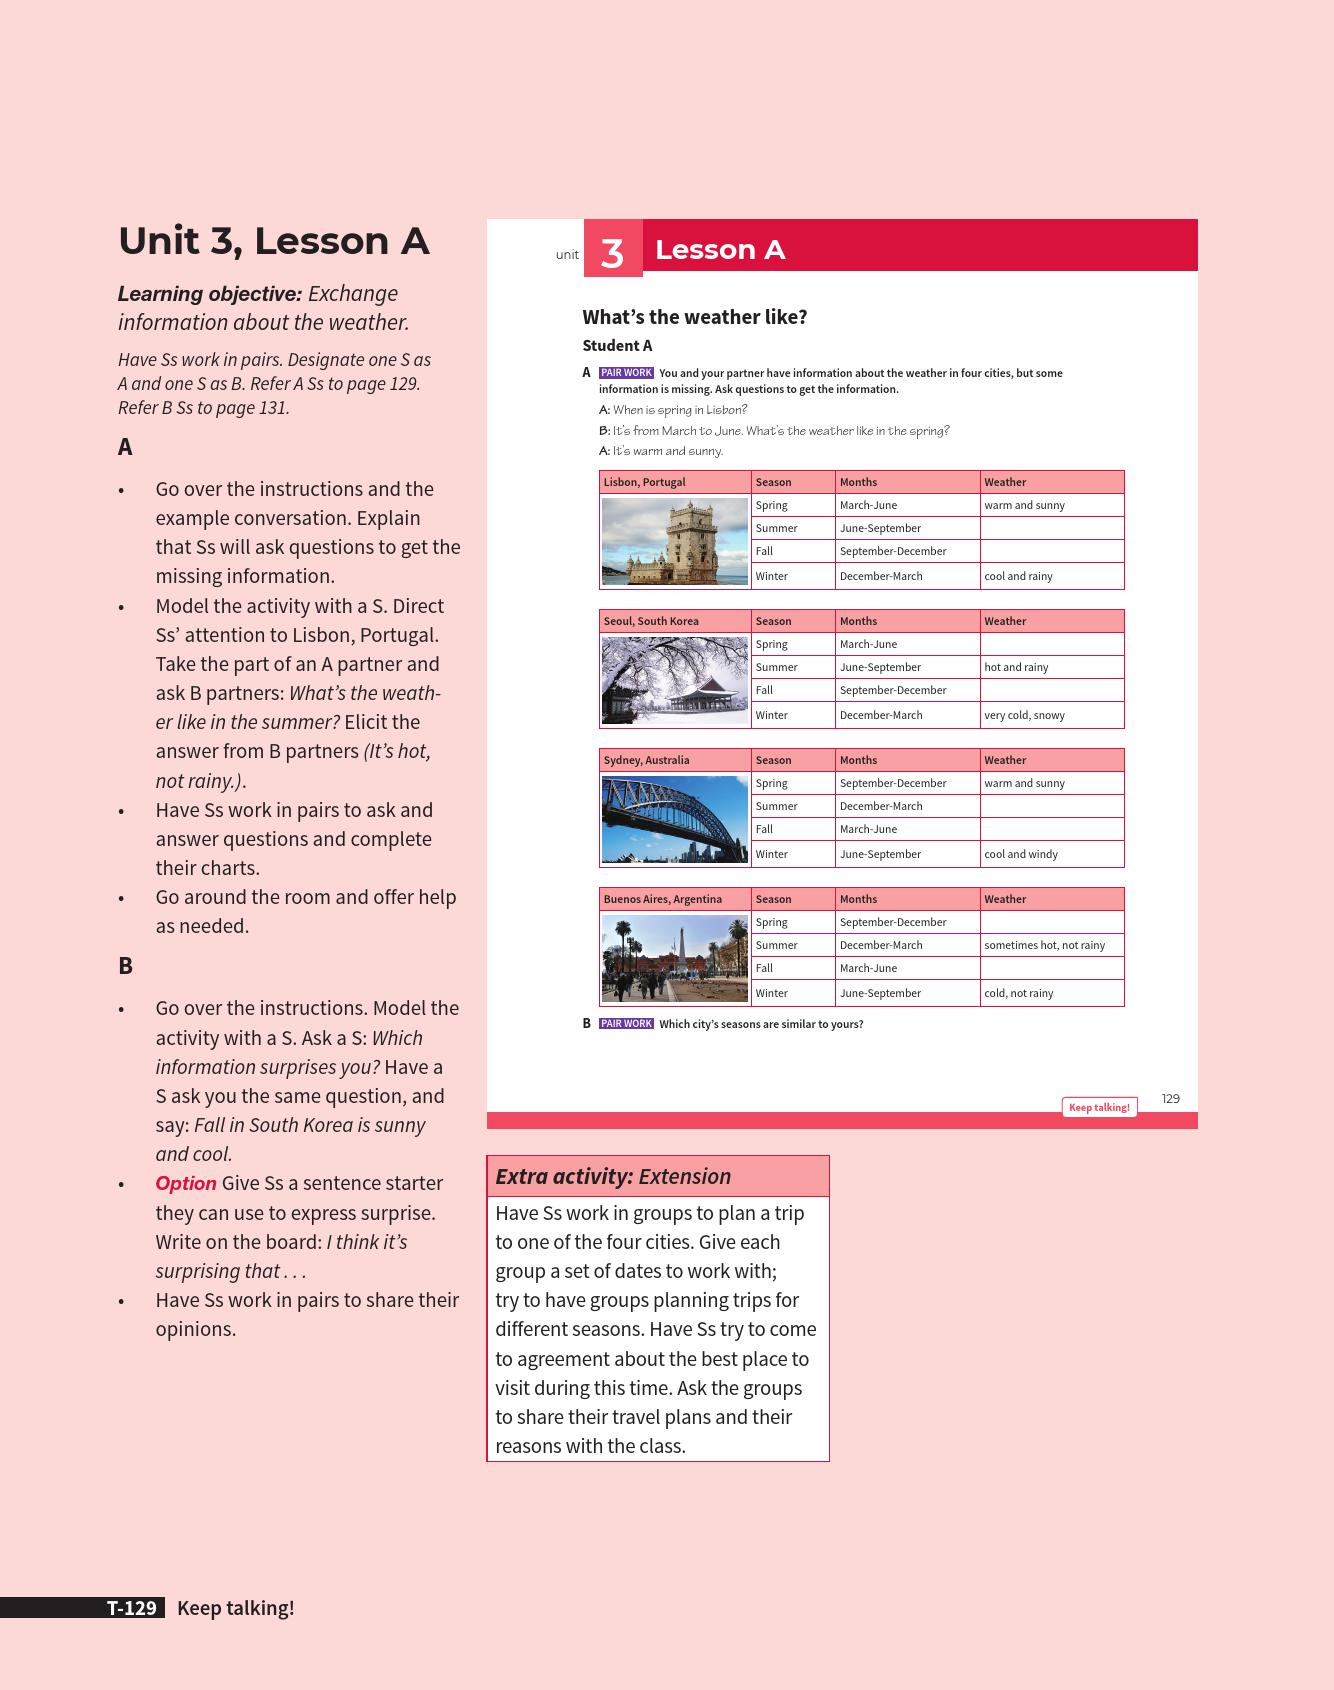 Unit 3, Lesson A
Learning objective: Exchange
information about the weather.
Have Ss work in pairs. Designate one S as
A and one S as B. Refer A Ss to page 129.
Refer B Ss to page 131.
A
• Go over the instructions and the
example conversation. Explain
that Ss will ask questions to get the
missing information.
• Model the activity with a S. Direct
Ss’ attention to Lisbon, Portugal.
Take the part of an A partner and
ask B partners: What’s the weath-
er like in the summer? Elicit the
answer from B partners (It’s hot,
not rainy.).
• Have Ss work in pairs to ask and
answer questions and complete
their charts.
• Go around the room and offer help
as needed.
B
• Go over the instructions. Model the
activity with a S. Ask a S: Which
information surprises you? Have a
S ask you the same question, and
say: Fall in South Korea is sunny
and cool.
• Option Give Ss a sentence starter
they can use to express surprise.
Write on the board: I think it’s
surprising that . . .
• Have Ss work in pairs to share their
opinions.
unit 3 Lesson A
What’s the weather like?
Student A
A PAIR WORK You and your partner have information about the weather in four cities, but some
information is missing. Ask questions to get the information.
A: When is spring in Lisbon?
B: It’s from March to June. What’s the weather like in the spring?
A: It’s warm and sunny.
Lisbon, Portugal Season Months Weather
Spring March-June warm and sunny
Summer June-September
Fall September-December
Winter December-March cool and rainy
Seoul, South Korea Season Months Weather
Spring March-June
Summer June-September hot and rainy
Fall September-December
Winter December-March very cold, snowy
Sydney, Australia Season Months Weather
Spring September-December warm and sunny
Summer December-March
Fall March-June
Winter June-September cool and windy
Buenos Aires, Argentina Season Months Weather
Spring September-December
Summer December-March sometimes hot, not rainy
Fall March-June
Winter June-September cold, not rainy
B PAIR WORK Which city’s seasons are similar to yours?
Keep talking! 129
Extra activity: Extension
Have Ss work in groups to plan a trip
to one of the four cities. Give each
group a set of dates to work with;
try to have groups planning trips for
different seasons. Have Ss try to come
to agreement about the best place to
visit during this time. Ask the groups
to share their travel plans and their
reasons with the class.
T-129 Keep talking!